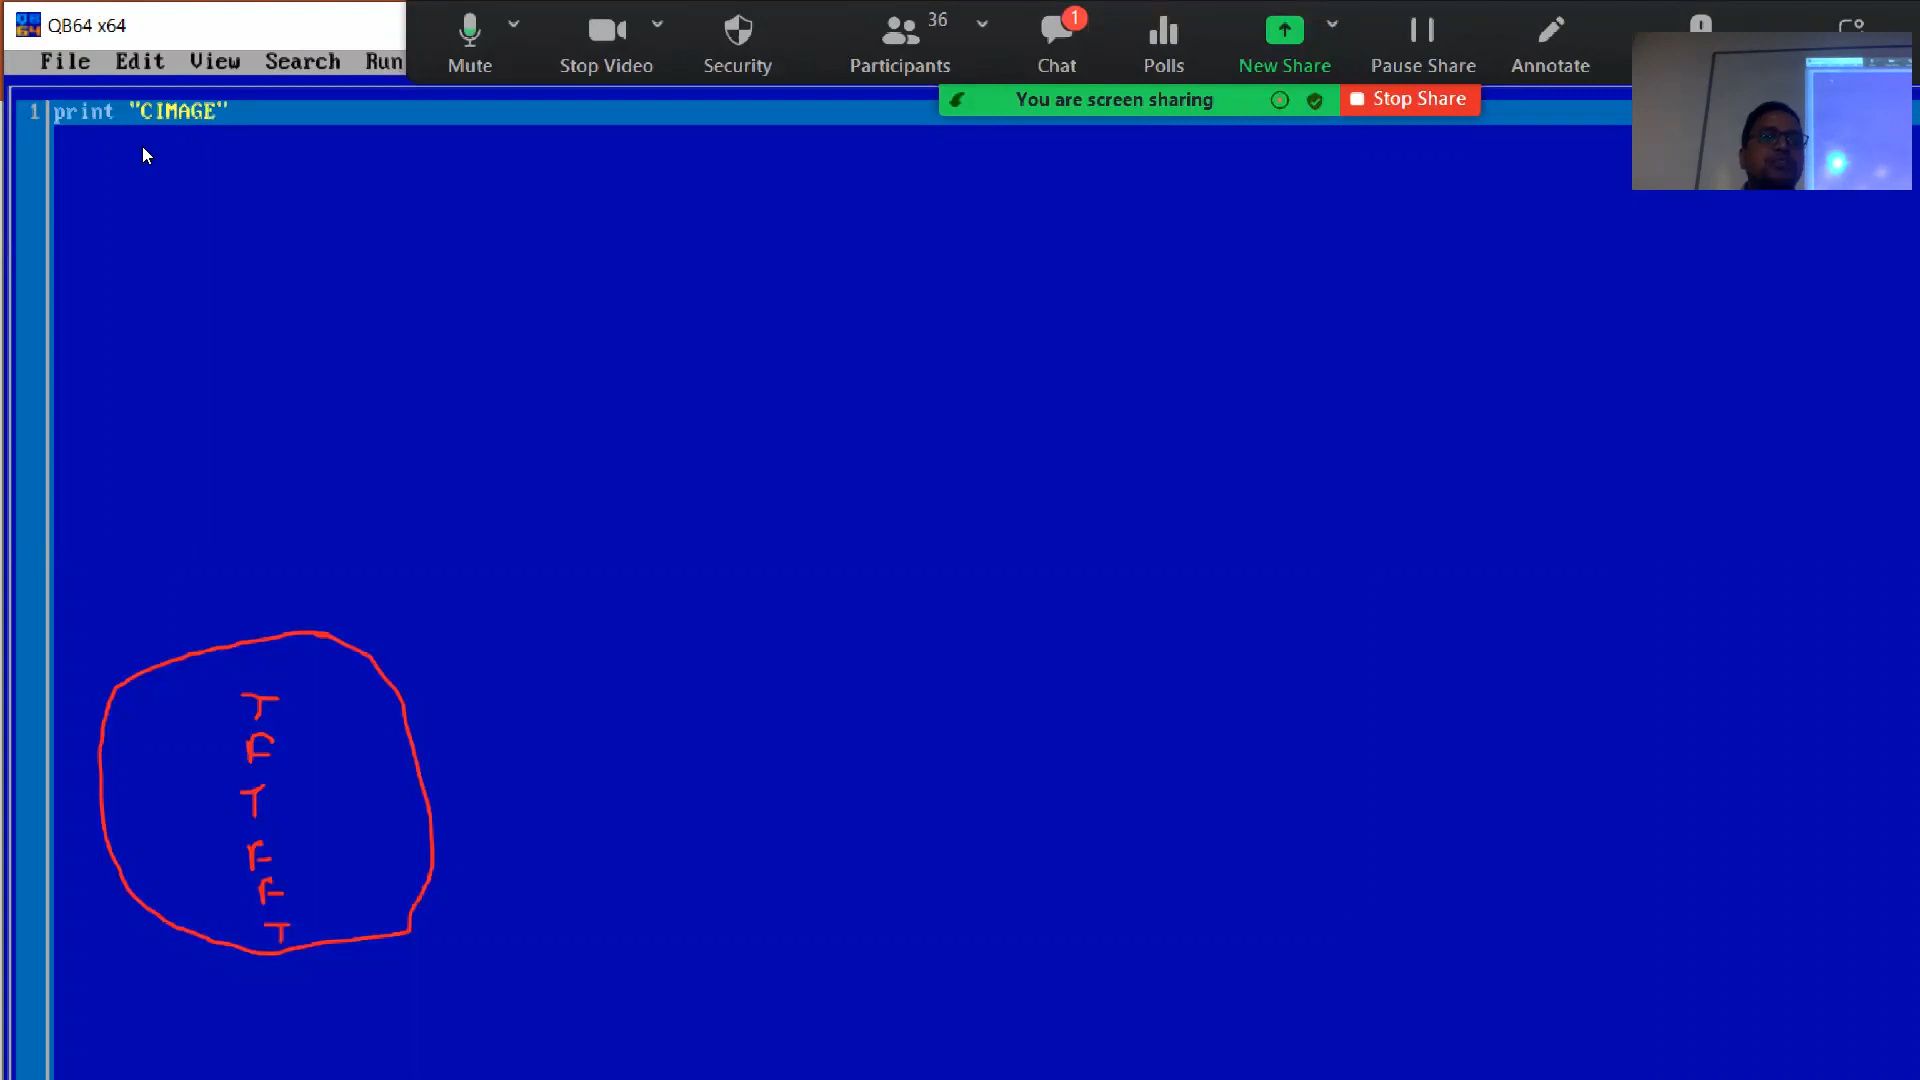 QB64 x64
File Edit View Search Run
Mute
Stop Video
Security
36
Participants
1
Chat
Polls
New Share
Pause Share
Annotate
You are screen sharing
Stop Share
1 print "CIMAGE"
T
F
T
F
F
T